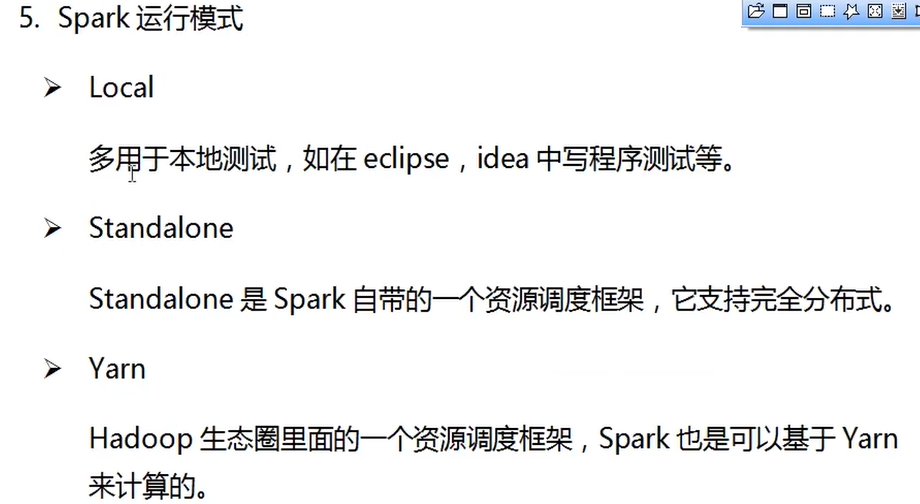 5. Spark 运行模式
➢ Local
多用于本地测试，如在 eclipse，idea 中写程序测试等。
➢ Standalone
Standalone 是 Spark 自带的一个资源调度框架，它支持完全分布式。
➢ Yarn
Hadoop 生态圈里面的一个资源调度框架，Spark 也是可以基于 Yarn
来计算的。